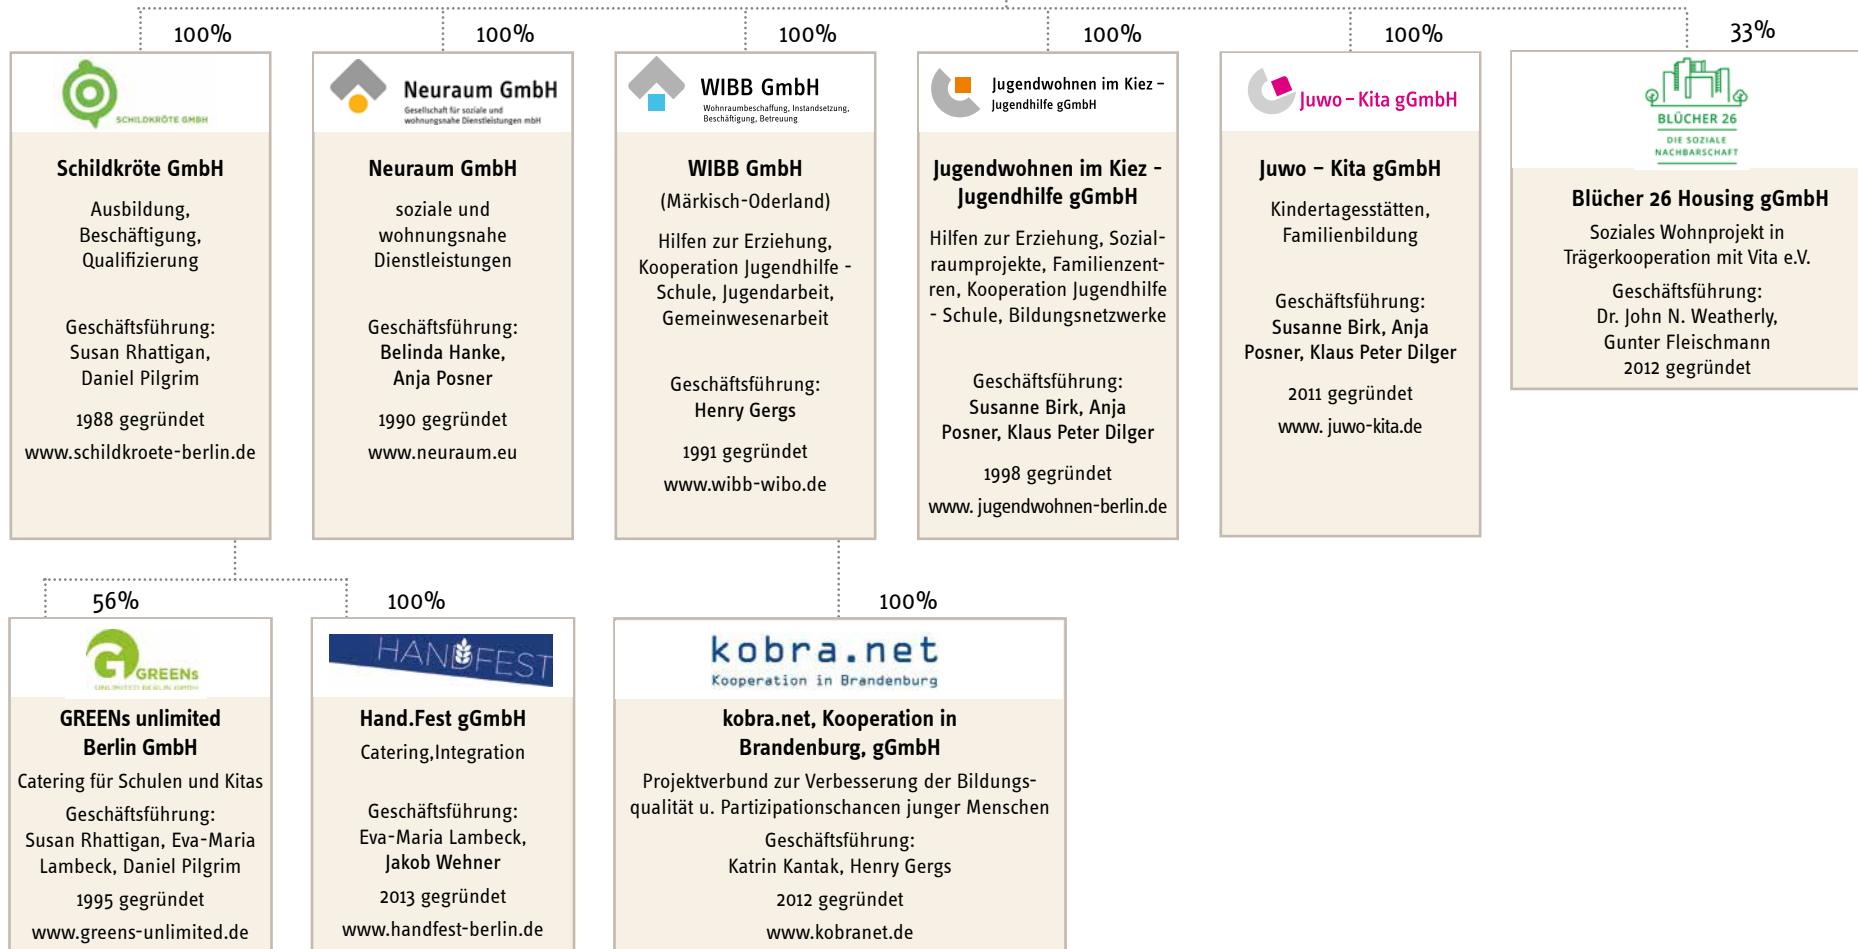 100%
100%
100%
100%
100%
33%
SCHILDKRÖTE GMBH
Schildkröte GmbH
Ausbildung,
Beschäftigung,
Qualifizierung
Geschäftsführung:
Susan Rhattigan,
Daniel Pilgrim
1988 gegründet
www.schildkroete-berlin.de
Neuraum GmbH
Gesellschaft für soziale und
wohnungsnahe Dienstleistungen mbH
Neuraum GmbH
soziale und
wohnungsnahe
Dienstleistungen
Geschäftsführung:
Belinda Hanke,
Anja Posner
1990 gegründet
www.neuraum.eu
WIBB GmbH
Wohnraumbeschaffung, Instandsetzung,
Beschäftigung, Betreuung
WIBB GmbH
(Märkisch-Oderland)
Hilfen zur Erziehung,
Kooperation Jugendhilfe -
Schule, Jugendarbeit,
Gemeinwesenarbeit
Geschäftsführung:
Henry Gergs
1991 gegründet
www.wibb-wibo.de
Jugendwohnen im Kiez –
Jugendhilfe gGmbH
Jugendwohnen im Kiez -
Jugendhilfe gGmbH
Hilfen zur Erziehung, Sozial-
raumprojekte, Familienzent-
ren, Kooperation Jugendhilfe
- Schule, Bildungsnetzwerke
Geschäftsführung:
Susanne Birk, Anja
Posner, Klaus Peter Dilger
1998 gegründet
www. jugendwohnen-berlin.de
Juwo – Kita gGmbH
Juwo – Kita gGmbH
Kindertagesstätten,
Familienbildung
Geschäftsführung:
Susanne Birk, Anja
Posner, Klaus Peter Dilger
2011 gegründet
www. juwo-kita.de
BLÜCHER 26
DIE SOZIALE
NACHBARSCHAFT
Blücher 26 Housing gGmbH
Soziales Wohnprojekt in
Trägerkooperation mit Vita e.V.
Geschäftsführung:
Dr. John N. Weatherly,
Gunter Fleischmann
2012 gegründet
56%
100%
100%
GREENs
UNLIMITED BERLIN GMBH
GREENs unlimited
Berlin GmbH
Catering für Schulen und Kitas
Geschäftsführung:
Susan Rhattigan, Eva-Maria
Lambeck, Daniel Pilgrim
1995 gegründet
www.greens-unlimited.de
HANDFEST
Hand.Fest gGmbH
Catering,Integration
Geschäftsführung:
Eva-Maria Lambeck,
Jakob Wehner
2013 gegründet
www.handfest-berlin.de
kobra.net
Kooperation in Brandenburg
kobra.net, Kooperation in
Brandenburg, gGmbH
Projektverbund zur Verbesserung der Bildungs-
qualität u. Partizipationschancen junger Menschen
Geschäftsführung:
Katrin Kantak, Henry Gergs
2012 gegründet
www.kobranet.de